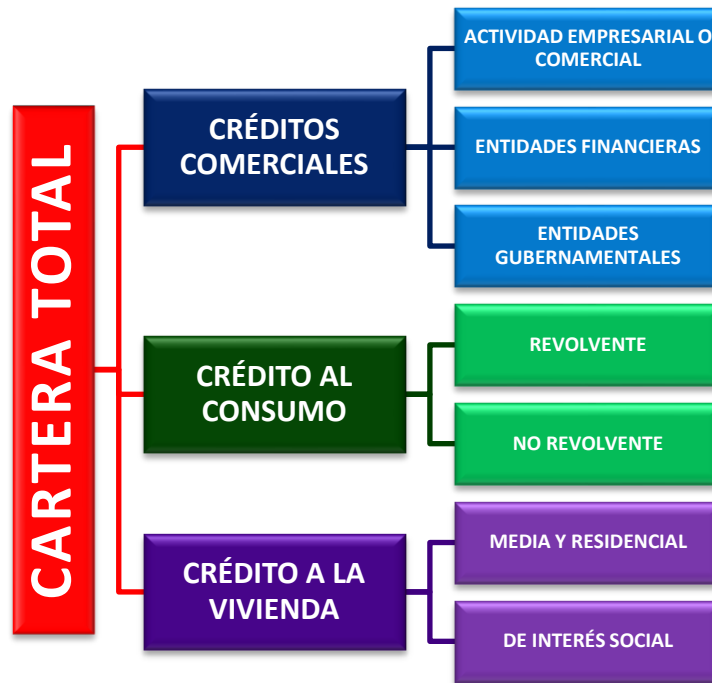 CARTERA TOTAL
CRÉDITOS
COMERCIALES
ACTIVIDAD EMPRESARIAL O
COMERCIAL
ENTIDADES FINANCIERAS
ENTIDADES
GUBERNAMENTALES
CRÉDITO AL
CONSUMO
REVOLVENTE
NO REVOLVENTE
CRÉDITO A LA
VIVIENDA
MEDIA Y RESIDENCIAL
DE INTERÉS SOCIAL